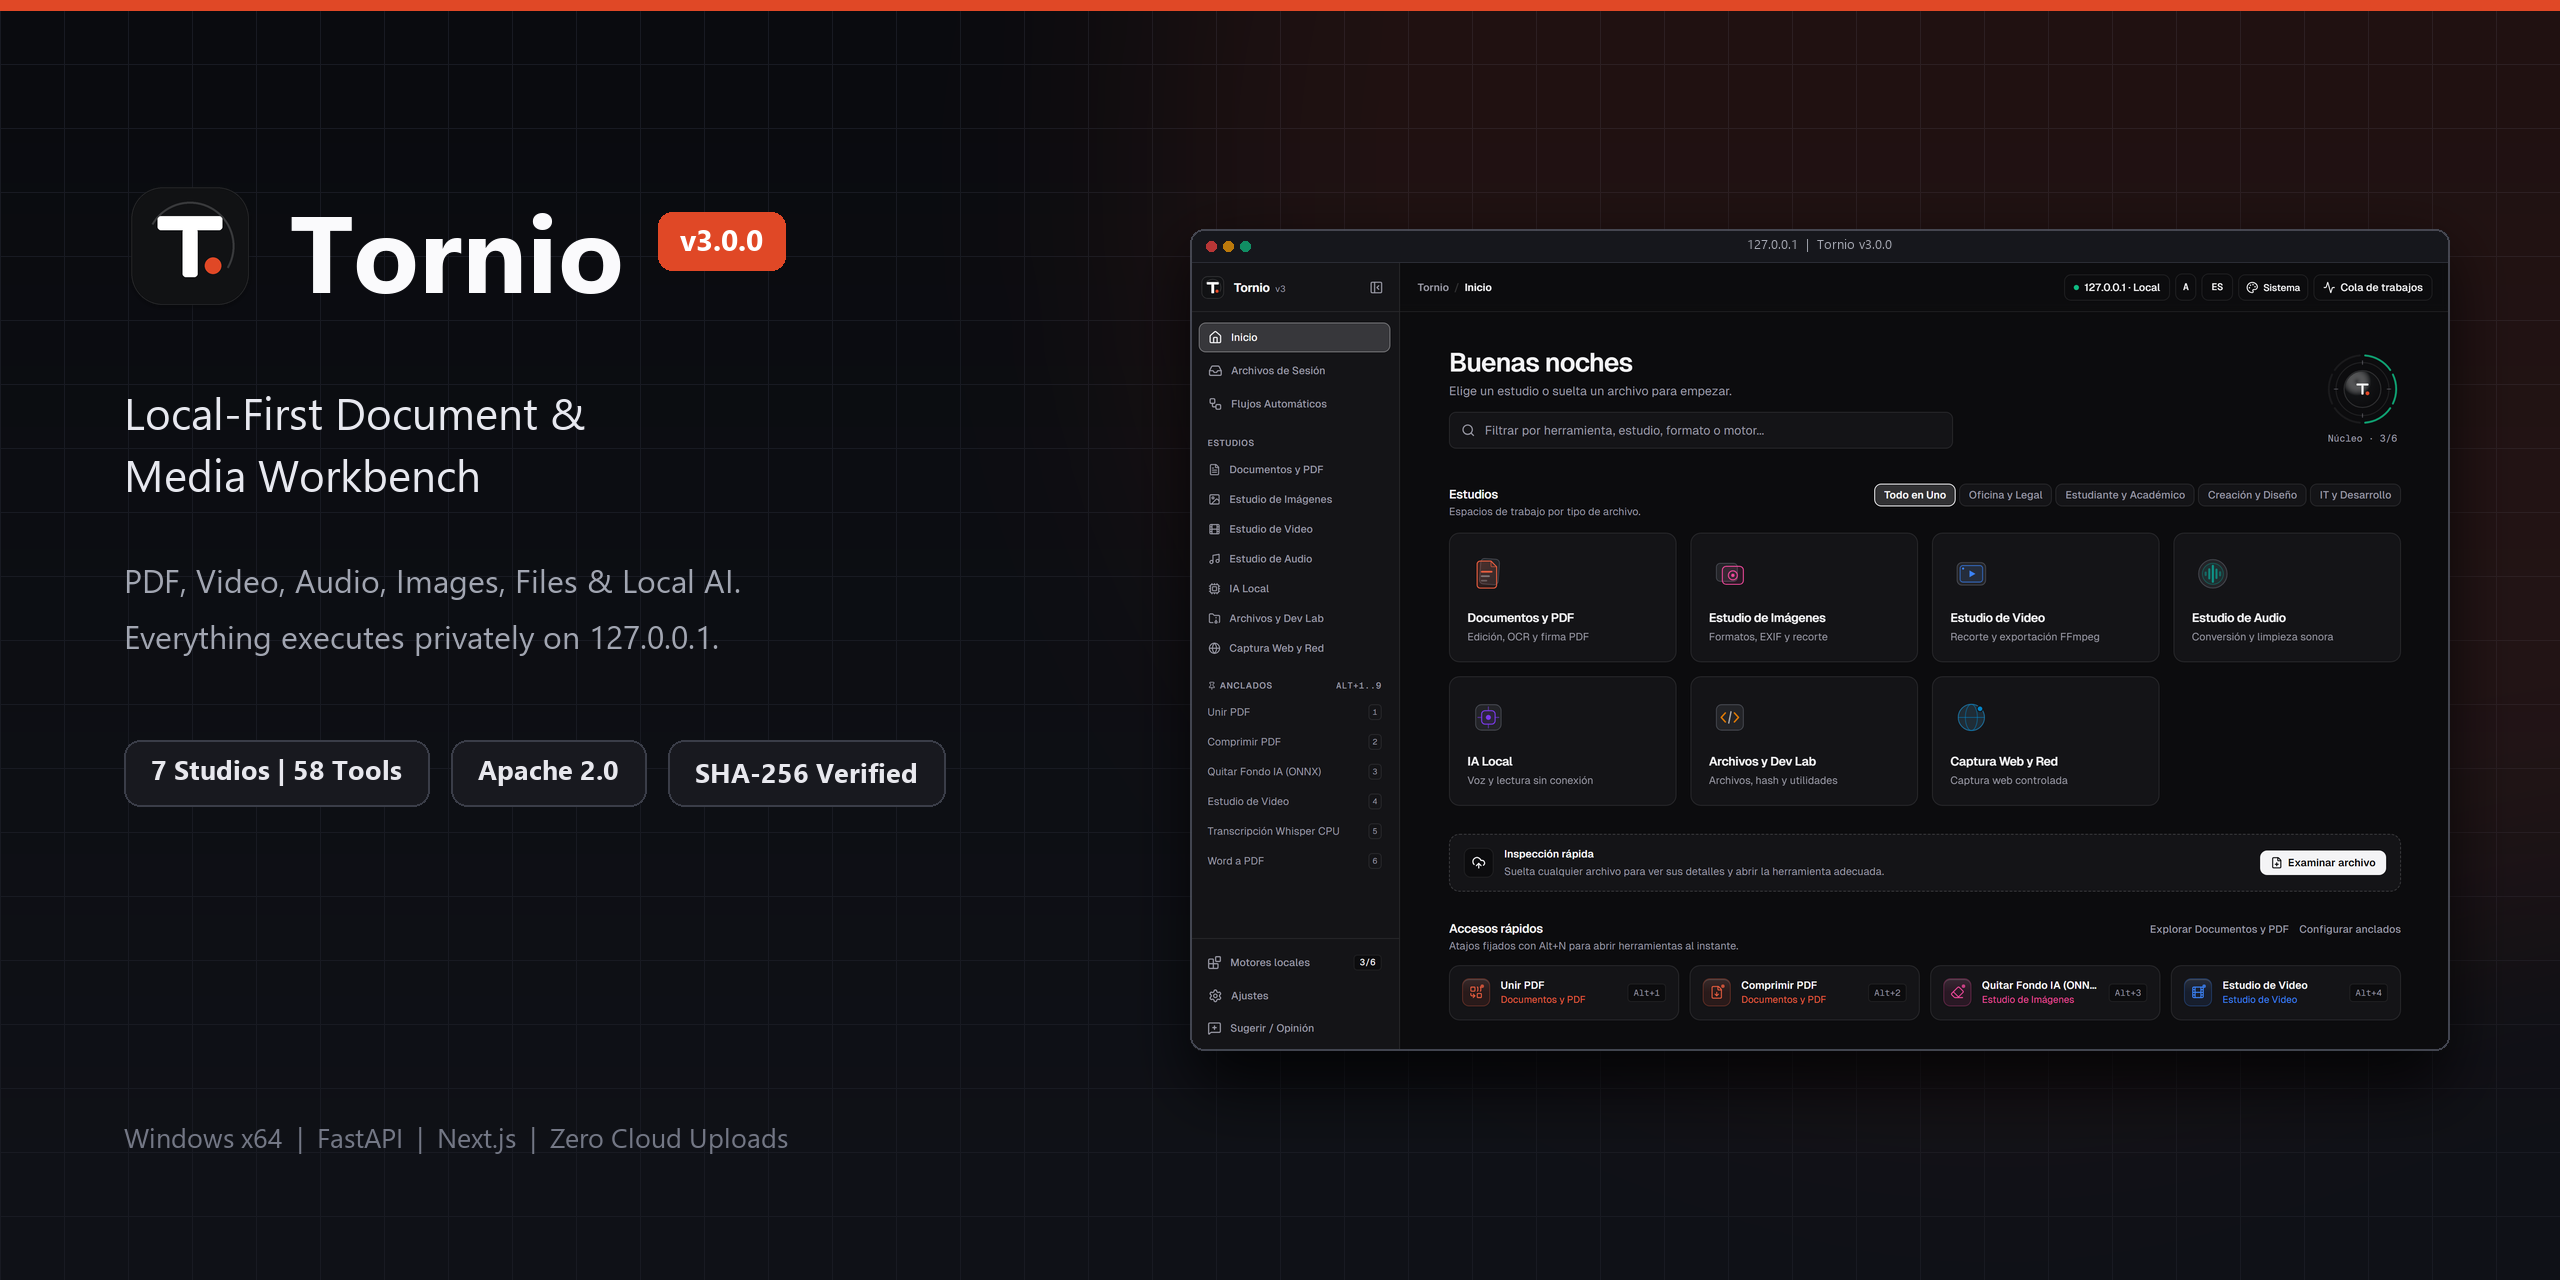 T.
Tornio
v3.0.0
Local-First Document &
Media Workbench
PDF, Video, Audio, Images, Files & Local AI.
Everything executes privately on 127.0.0.1.
7 Studios | 58 Tools
Apache 2.0
SHA-256 Verified
Windows x64 | FastAPI | Next.js | Zero Cloud Uploads
127.0.0.1 | Tornio v3.0.0
T.
Tornio v3
Inicio
Archivos de Sesión
Flujos Automáticos
ESTUDIOS
Documentos y PDF
Estudio de Imágenes
Estudio de Video
Estudio de Audio
IA Local
Archivos y Dev Lab
Captura Web y Red
ANCLADOS ALT+1..9
Unir PDF 1
Comprimir PDF 2
Quitar Fondo IA (ONNX) 3
Estudio de Video 4
Transcripción Whisper CPU 5
Word a PDF 6
Motores locales 3/6
Ajustes
Sugerir / Opinión
Tornio / Inicio
127.0.0.1 · Local
A
ES
Sistema
Cola de trabajos
Buenas noches
Elige un estudio o suelta un archivo para empezar.
Filtrar por herramienta, estudio, formato o motor...
T.
Núcleo · 3/6
Estudios
Espacios de trabajo por tipo de archivo.
Todo en Uno
Oficina y Legal
Estudiante y Académico
Creación y Diseño
IT y Desarrollo
Documentos y PDF
Edición, OCR y firma PDF
Estudio de Imágenes
Formatos, EXIF y recorte
Estudio de Video
Recorte y exportación FFmpeg
Estudio de Audio
Conversión y limpieza sonora
IA Local
Voz y lectura sin conexión
Archivos y Dev Lab
Archivos, hash y utilidades
Captura Web y Red
Captura web controlada
Inspección rápida
Suelta cualquier archivo para ver sus detalles y abrir la herramienta adecuada.
Examinar archivo
Accesos rápidos
Atajos fijados con Alt+N para abrir herramientas al instante.
Explorar Documentos y PDF
Configurar anclados
Unir PDF
Documentos y PDF
Alt+1
Comprimir PDF
Documentos y PDF
Alt+2
Quitar Fondo IA (ONN...
Estudio de Imágenes
Alt+3
Estudio de Video
Estudio de Video
Alt+4